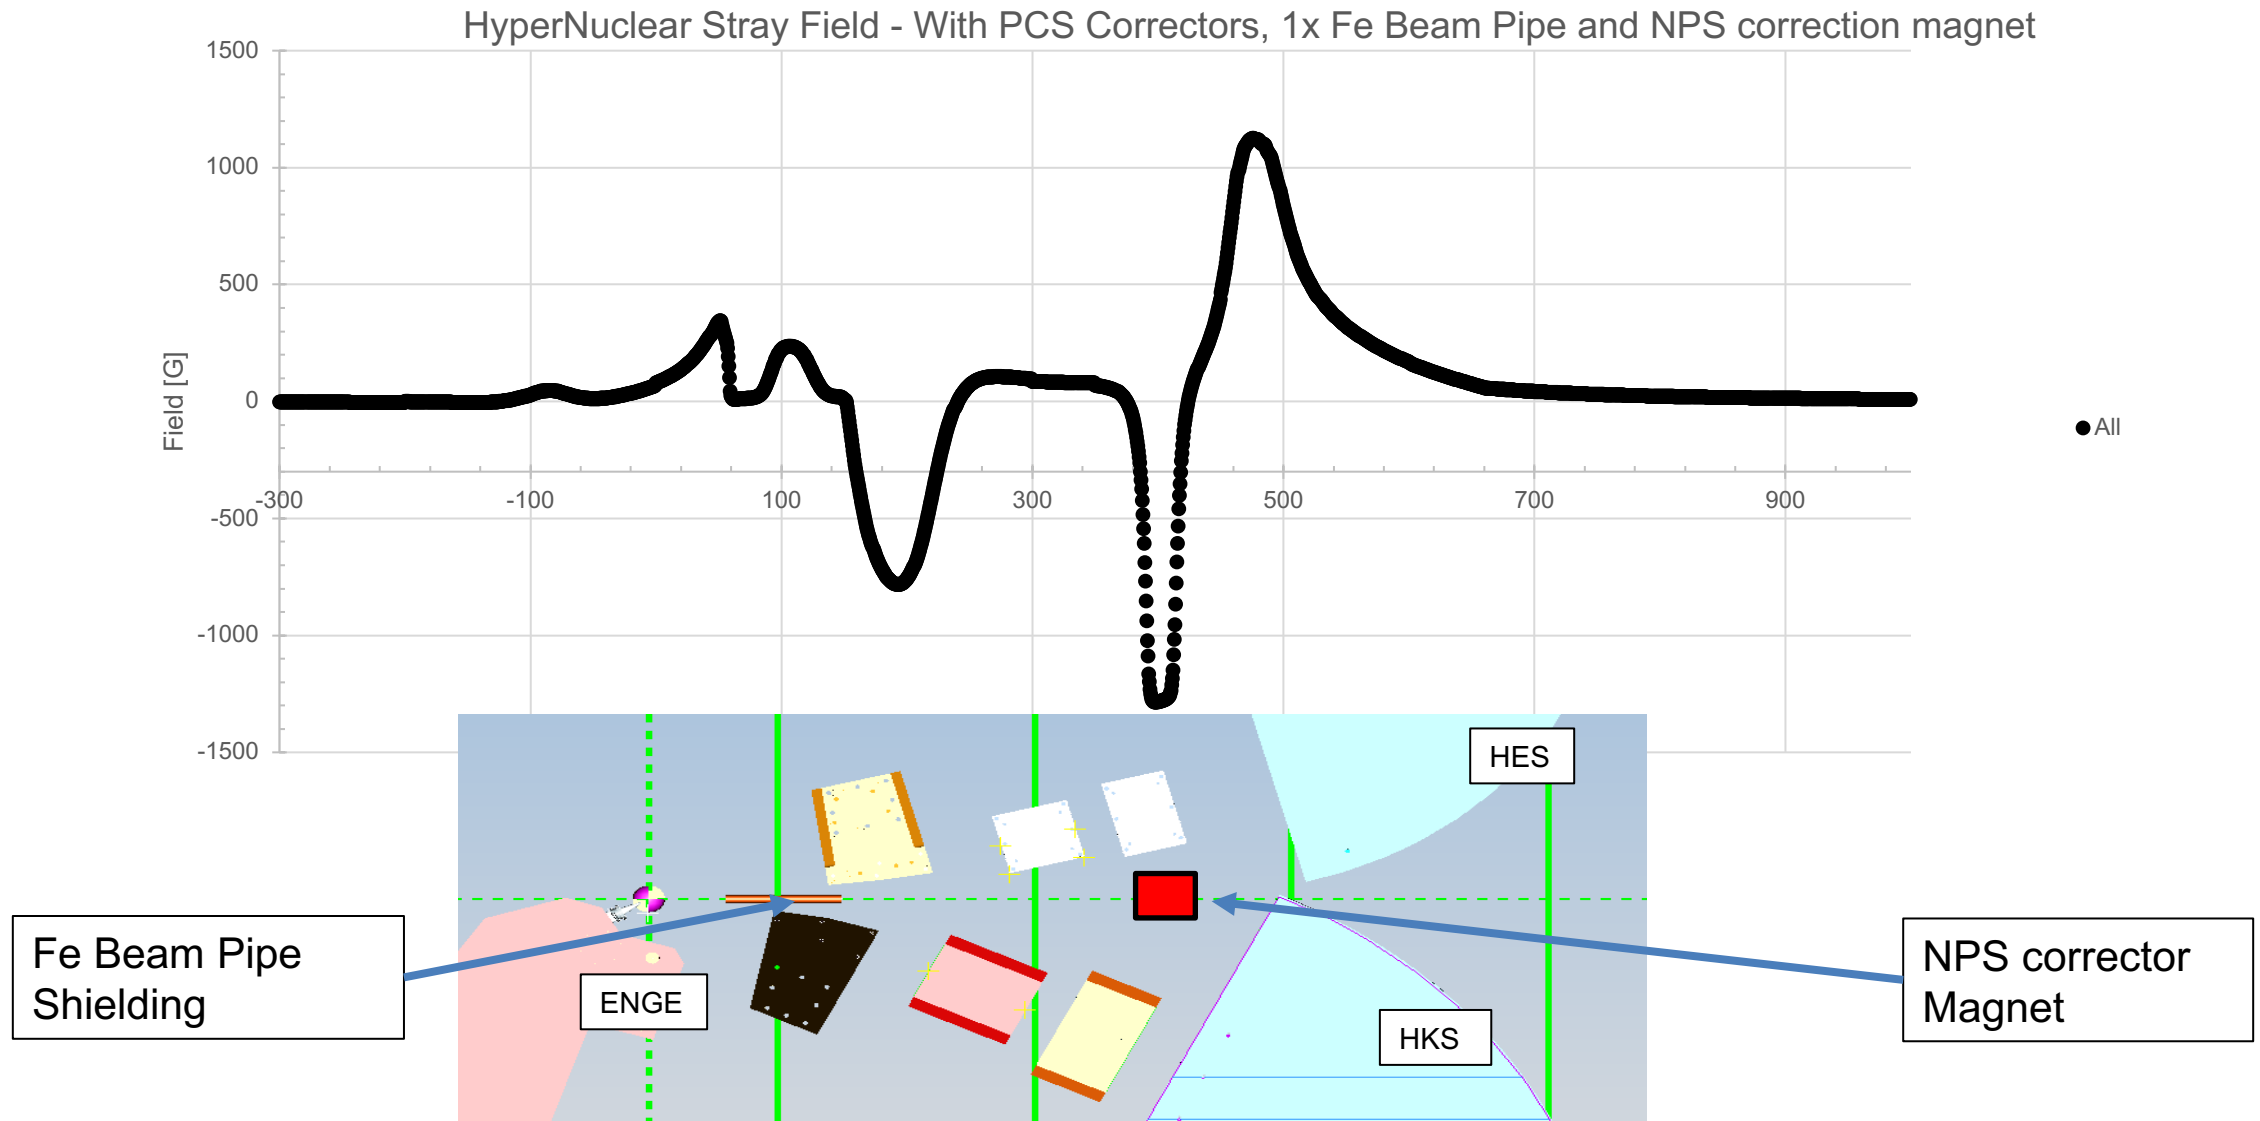 HyperNuclear Stray Field - With PCS Correctors, 1x Fe Beam Pipe and NPS correction magnet
1500
1000
500
0
-500
-1000
-1500
Field [G]
-300
-100
100
300
500
700
900
All
HES
Fe Beam Pipe
Shielding
ENGE
HKS
NPS corrector
Magnet